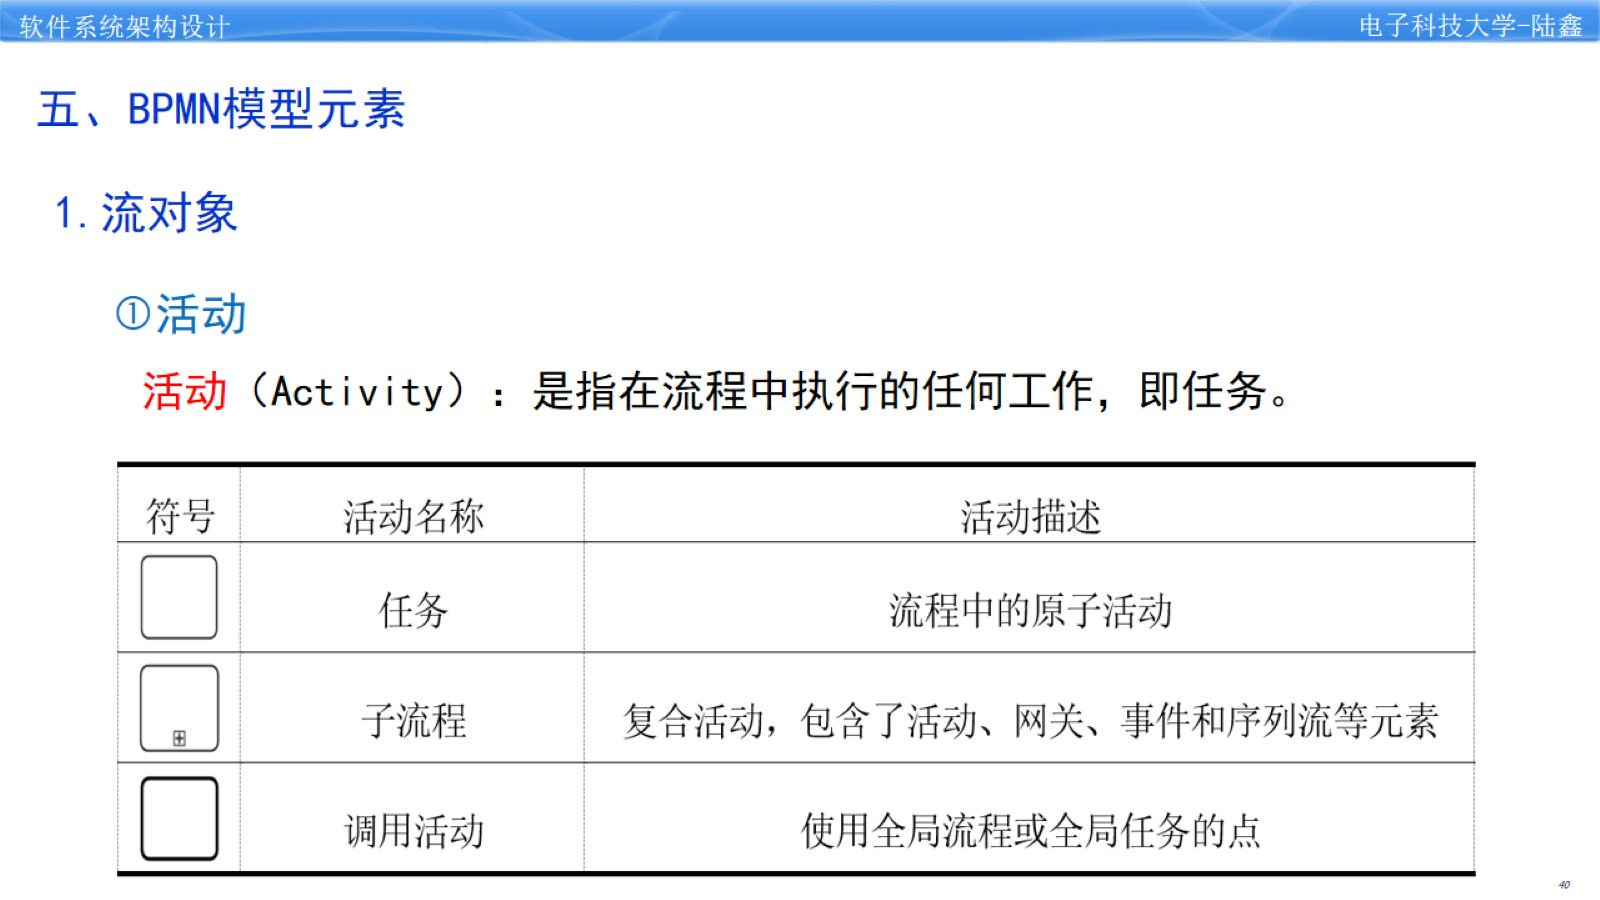 软件系统架构设计
电子科技大学-陆鑫
五、BPMN模型元素
1.流对象
①活动
活动（Activity）：是指在流程中执行的任何工作，即任务。
符号 活动名称 活动描述
任务 流程中的原子活动
子流程 复合活动，包含了活动、网关、事件和序列流等元素
调用活动 使用全局流程或全局任务的点
40